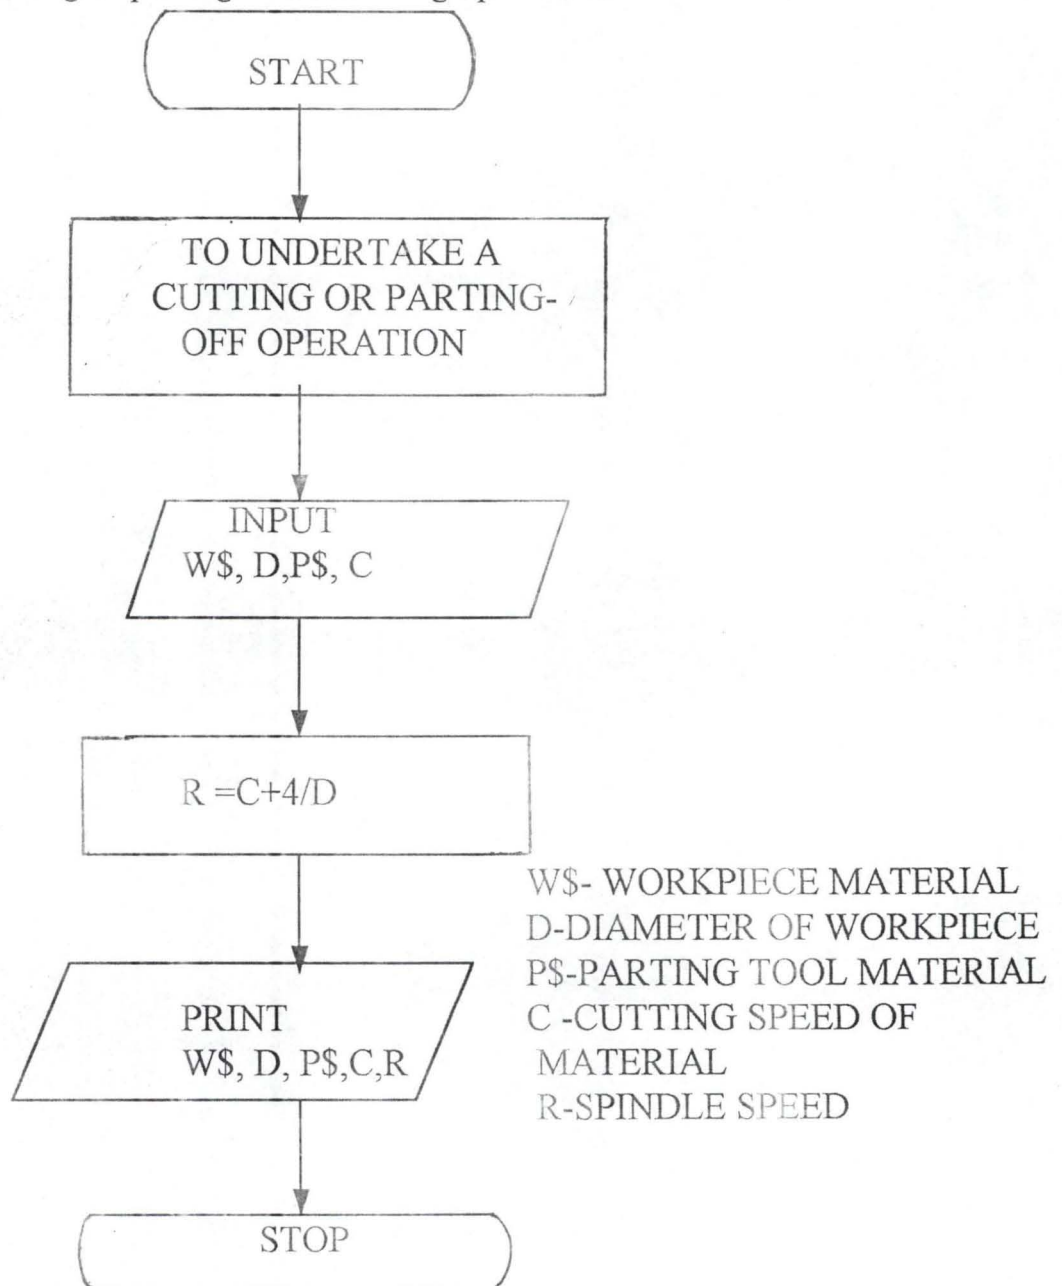 START
TO UNDERTAKE A
CUTTING OR PARTING-
OFF OPERATION
INPUT
W$, D,P$, C
R =C+4/D
PRINT
W$, D, P$,C,R
W$- WORKPIECE MATERIAL
D-DIAMETER OF WORKPIECE
P$-PARTING TOOL MATERIAL
C -CUTTING SPEED OF
MATERIAL
R-SPINDLE SPEED
STOP